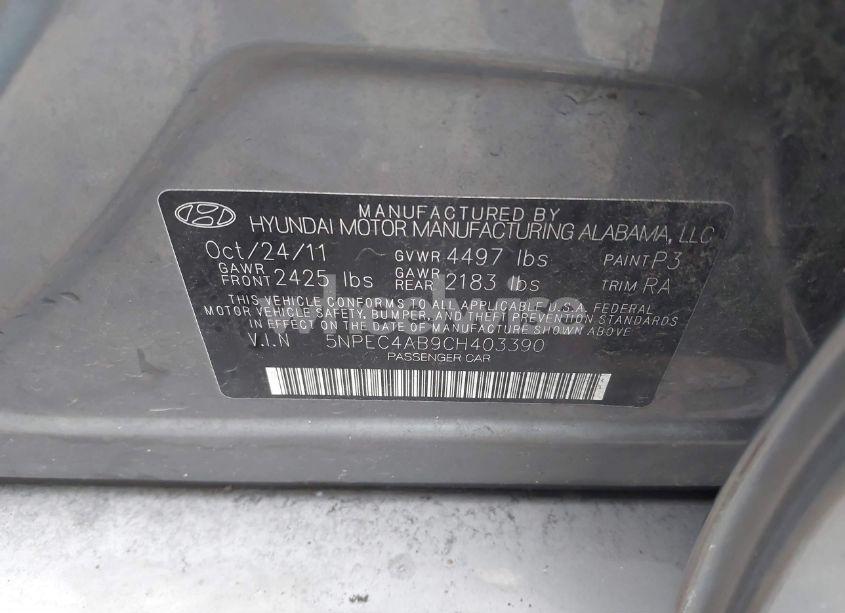 MANUFACTURED BY
HYUNDAI MOTOR MANUFACTURING ALABAMA, LLC
Oct/24/11 GVWR 4497 lbs PAINT P3
GAWR FRONT 2425 lbs GAWR REAR 2183 lbs TRIM RA
THIS VEHICLE CONFORMS TO ALL APPLICABLE U.S.A. FEDERAL
MOTOR VEHICLE SAFETY, BUMPER, AND THEFT PREVENTION STANDARDS
IN EFFECT ON THE DATE OF MANUFACTURE SHOWN ABOVE
V.I.N 5NPEC4AB9CH403390
PASSENGER CAR